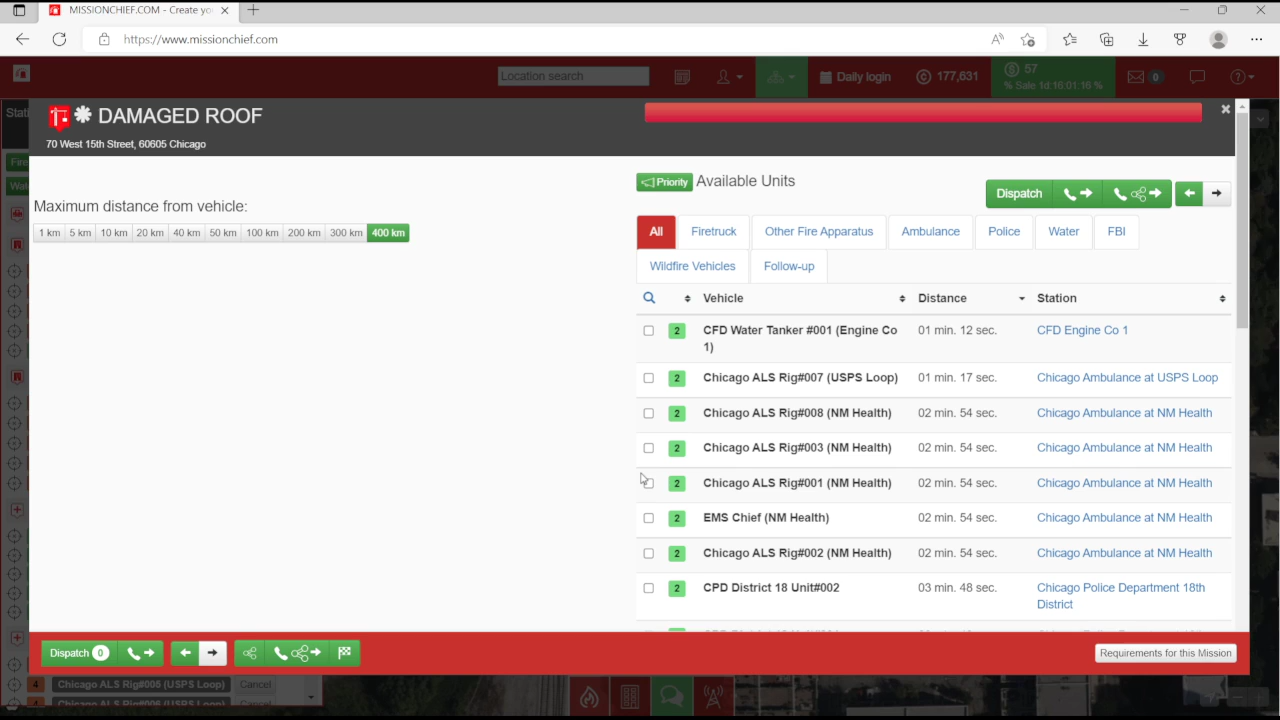 MISSIONCHIEF.COM - Create yo
https://www.missionchief.com
Location search
Daily login
177,631
57
% Sale 1d:16:01:16 %
0
Stati
Fire
Wat
DAMAGED ROOF
70 West 15th Street, 60605 Chicago
Maximum distance from vehicle:
1 km 5 km 10 km 20 km 40 km 50 km 100 km 200 km 300 km 400 km
Priority Available Units
Dispatch
All Firetruck Other Fire Apparatus Ambulance Police Water FBI
Wildfire Vehicles Follow-up
Vehicle Distance Station
2 CFD Water Tanker #001 (Engine Co 1) 01 min. 12 sec. CFD Engine Co 1
2 Chicago ALS Rig#007 (USPS Loop) 01 min. 17 sec. Chicago Ambulance at USPS Loop
2 Chicago ALS Rig#008 (NM Health) 02 min. 54 sec. Chicago Ambulance at NM Health
2 Chicago ALS Rig#003 (NM Health) 02 min. 54 sec. Chicago Ambulance at NM Health
2 Chicago ALS Rig#001 (NM Health) 02 min. 54 sec. Chicago Ambulance at NM Health
2 EMS Chief (NM Health) 02 min. 54 sec. Chicago Ambulance at NM Health
2 Chicago ALS Rig#002 (NM Health) 02 min. 54 sec. Chicago Ambulance at NM Health
2 CPD District 18 Unit#002 03 min. 48 sec. Chicago Police Department 18th District
Dispatch 0
Requirements for this Mission
4 Chicago ALS Rig#005 (USPS Loop) Cancel
4 Chicago ALS Rig#006 (USPS Loop) Cancel